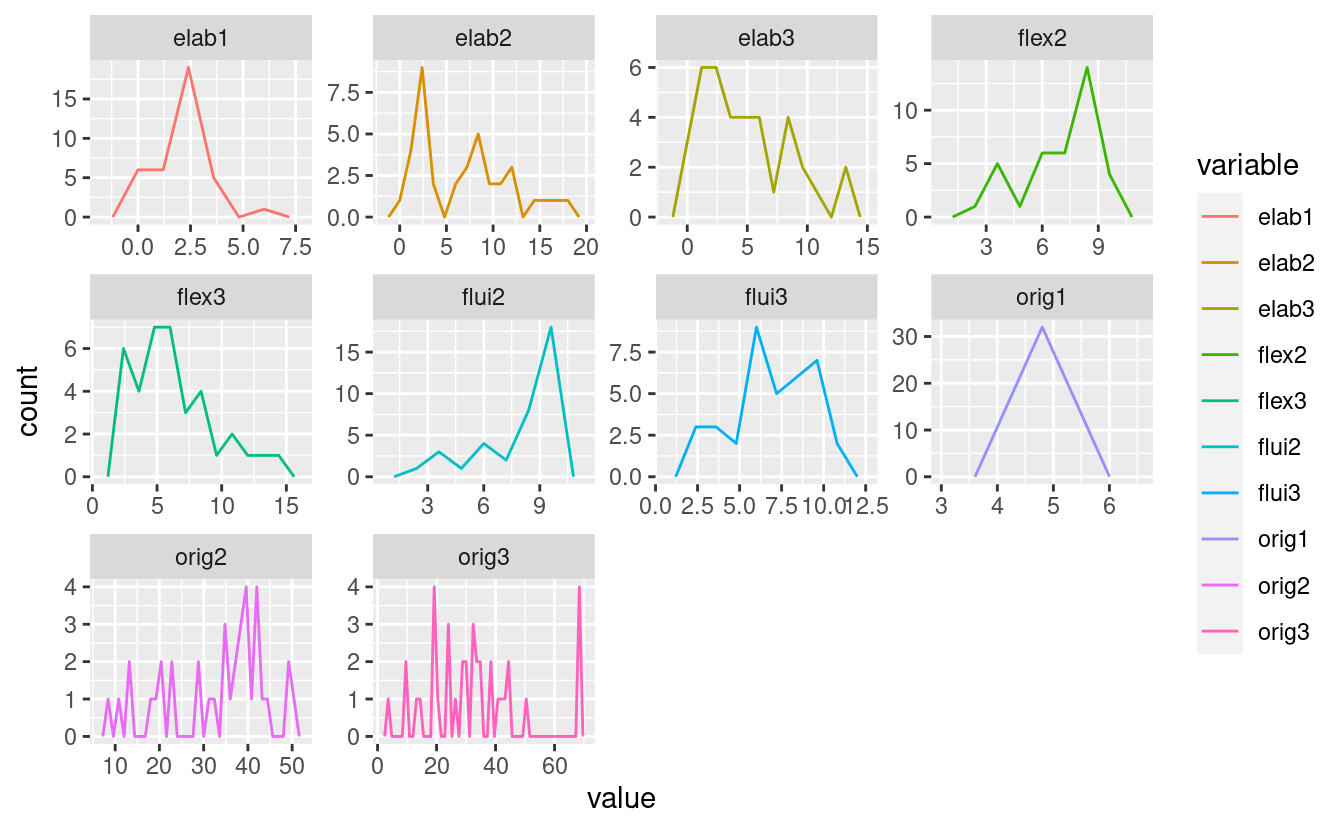 elab1 elab2 elab3 flex2
15 10 5 0
7.5 5.0 2.5 0.0
6 4 2 0
10 5 0
0.0 2.5 5.0 7.5
0 5 10 15 20
0 5 10 15
3 6 9
flex3 flui2 flui3 orig1
6 4 2 0
15 10 5 0
7.5 5.0 2.5 0.0
30 20 10 0
0 5 10 15
3 6 9
0.0 2.5 5.0 7.5 10.0 12.5
3 4 5 6
orig2 orig3
4 3 2 1 0
4 3 2 1 0
10 20 30 40 50
0 20 40 60
count
value
variable
elab1
elab2
elab3
flex2
flex3
flui2
flui3
orig1
orig2
orig3